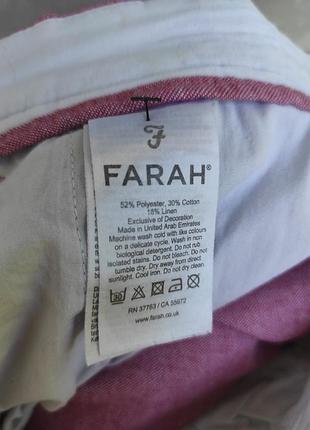 FARAH®
52% Polyester, 30% Cotton
18% Linen
Exclusive of Decoration
Made in United Arab Emirates
Machine wash cold with like colours
on a delicate cycle. Wash in non
biological detergent. Do not rub
isolated stains. Do not bleach. Do not
tumble dry. Dry away from direct
sunlight. Cool iron. Do not dry clean.
RN 37763 / CA 55972
www.farah.co.uk